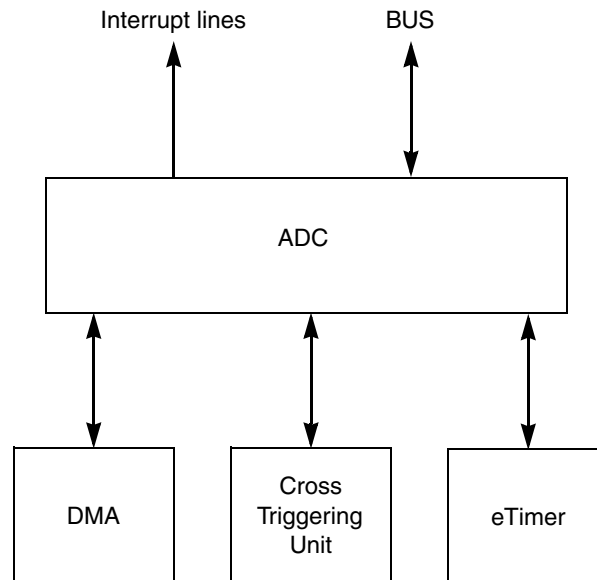 Interrupt lines
BUS
ADC
DMA
Cross
Triggering
Unit
eTimer